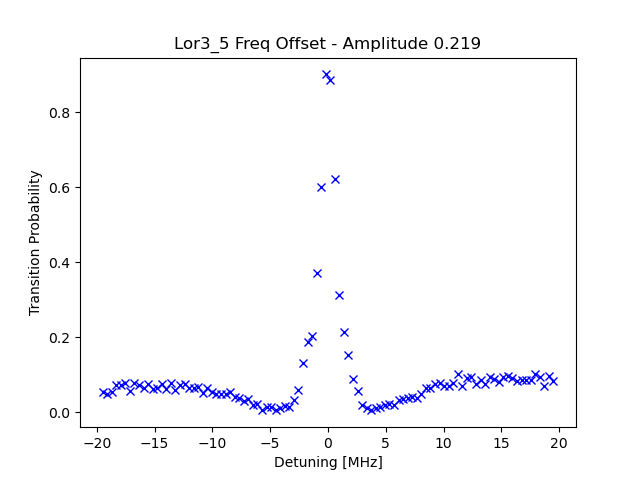 Lor3_5 Freq Offset - Amplitude 0.219
Transition Probability
0.8
0.6
0.4
0.2
0.0
−20 −15 −10 −5 0 5 10 15 20
Detuning [MHz]